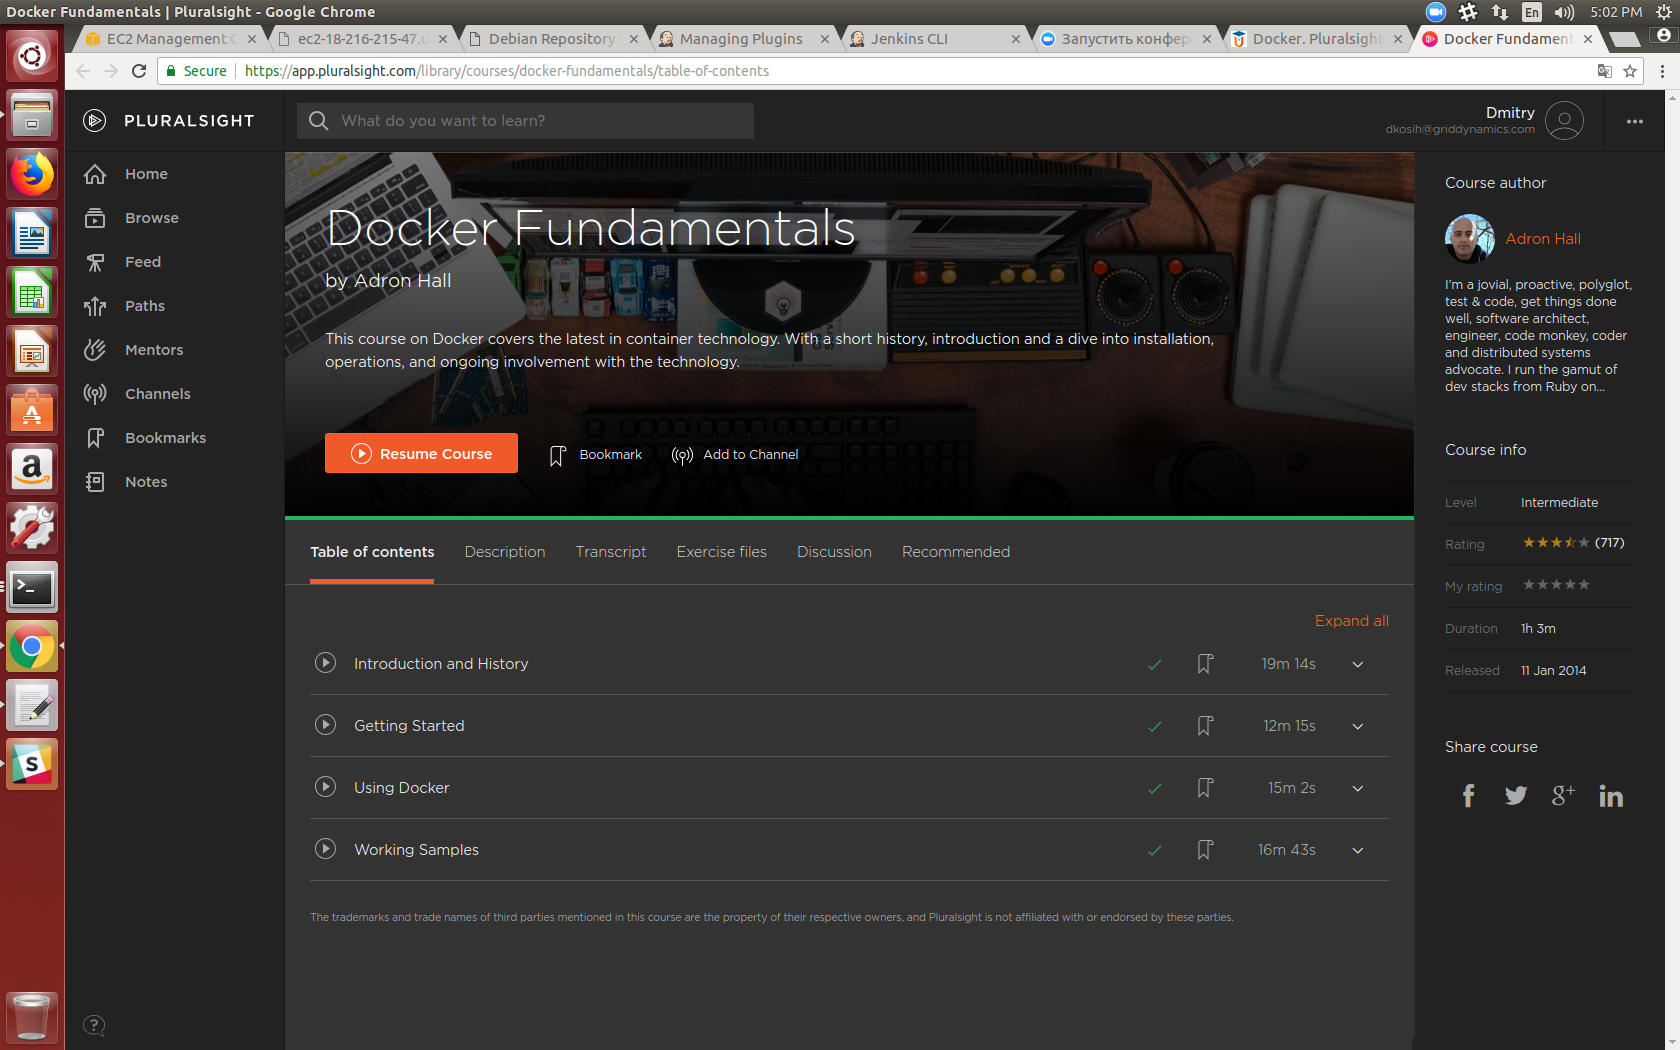 Docker Fundamentals | Pluralsight - Google Chrome
En
5:02 PM
EC2 Management C
ec2-18-216-215-47.u
Debian Repository
Managing Plugins
Jenkins CLI
Запустить конфер
Docker. Pluralsight
Docker Fundament
Secure
https://app.pluralsight.com/library/courses/docker-fundamentals/table-of-contents
PLURALSIGHT
What do you want to learn?
Dmitry
dkosih@griddynamics.com
Home
Browse
Feed
Paths
Mentors
Channels
Bookmarks
Notes
Docker Fundamentals
by Adron Hall
This course on Docker covers the latest in container technology. With a short history, introduction and a dive into installation,
operations, and ongoing involvement with the technology.
Resume Course
Bookmark
Add to Channel
Table of contents
Description
Transcript
Exercise files
Discussion
Recommended
Expand all
Introduction and History
19m 14s
Getting Started
12m 15s
Using Docker
15m 2s
Working Samples
16m 43s
The trademarks and trade names of third parties mentioned in this course are the property of their respective owners, and Pluralsight is not affiliated with or endorsed by these parties.
Course author
Adron Hall
I'm a jovial, proactive, polyglot,
test & code, get things done
well, software architect,
engineer, code monkey, coder
and distributed systems
advocate. I run the gamut of
dev stacks from Ruby on...
Course info
Level
Intermediate
Rating
(717)
My rating
Duration
1h 3m
Released
11 Jan 2014
Share course